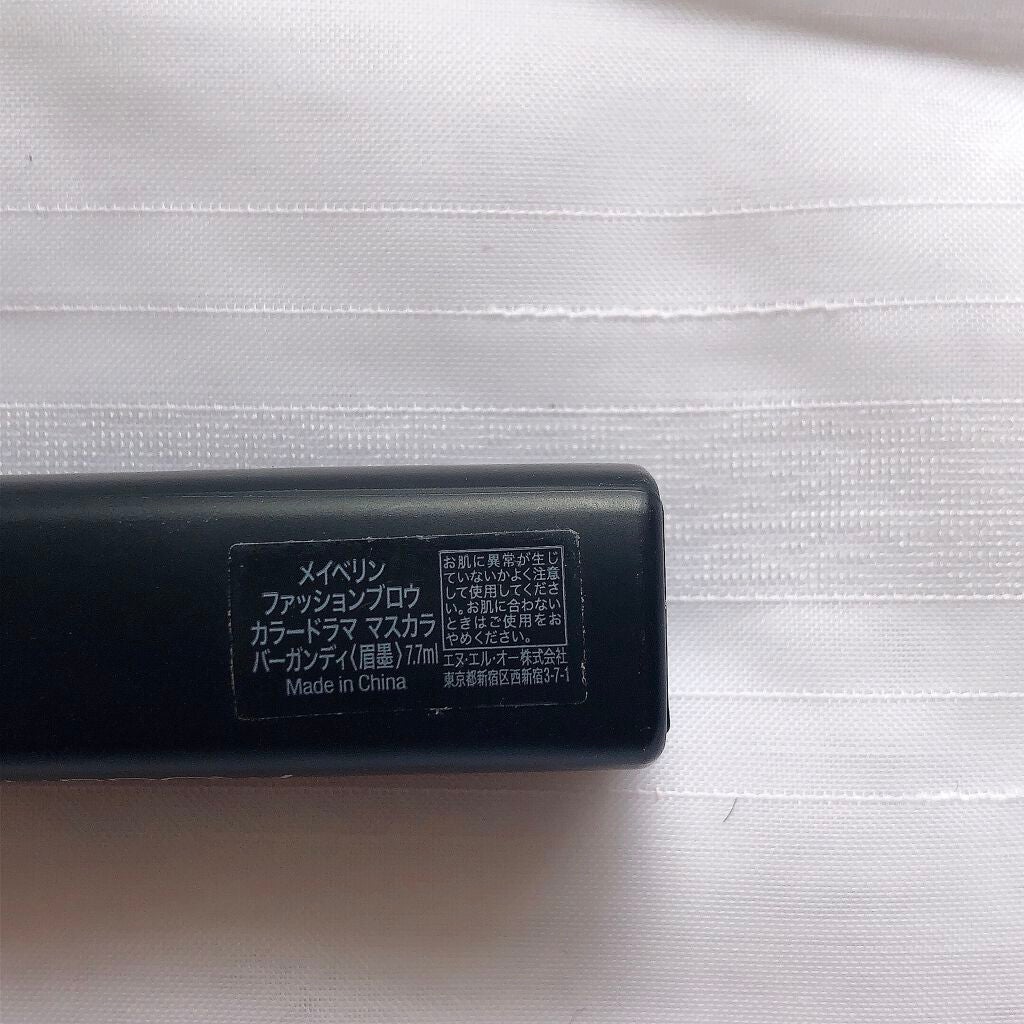 メイベリン
ファッションブロウ
カラードラマ マスカラ
バーガンディ〈眉墨〉7.7ml
Made in China
お肌に異常が生じ
ていないかよく注意
して使用してくださ
い。お肌に合わない
ときはご使用をお
やめください。
エヌ・エル・オー株式会社
東京都新宿区西新宿3-7-1